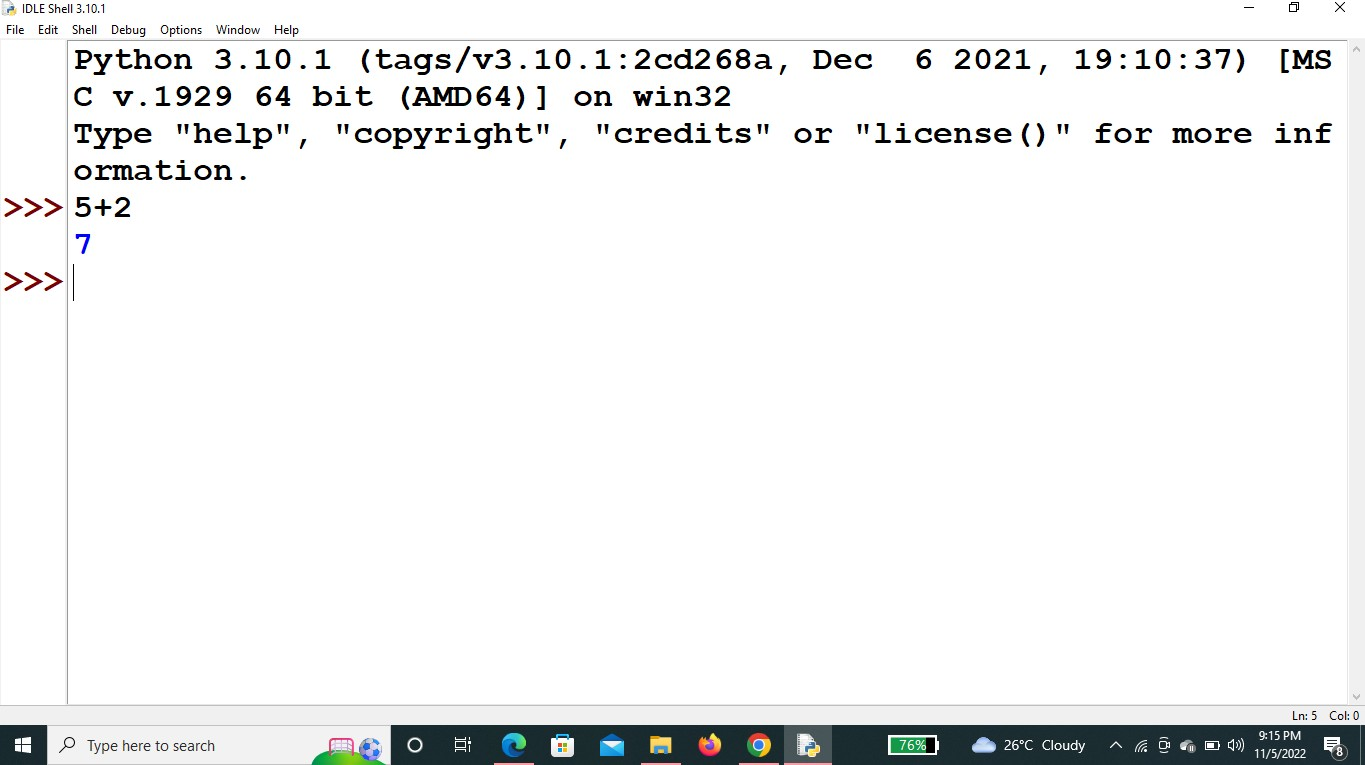 IDLE Shell 3.10.1
File Edit Shell Debug Options Window Help
Python 3.10.1 (tags/v3.10.1:2cd268a, Dec  6 2021, 19:10:37) [MS
C v.1929 64 bit (AMD64)] on win32
Type "help", "copyright", "credits" or "license()" for more inf
ormation.
>>> 5+2
7
>>>
Ln: 5 Col: 0
Type here to search
76%
26°C Cloudy
9:15 PM
11/5/2022
8